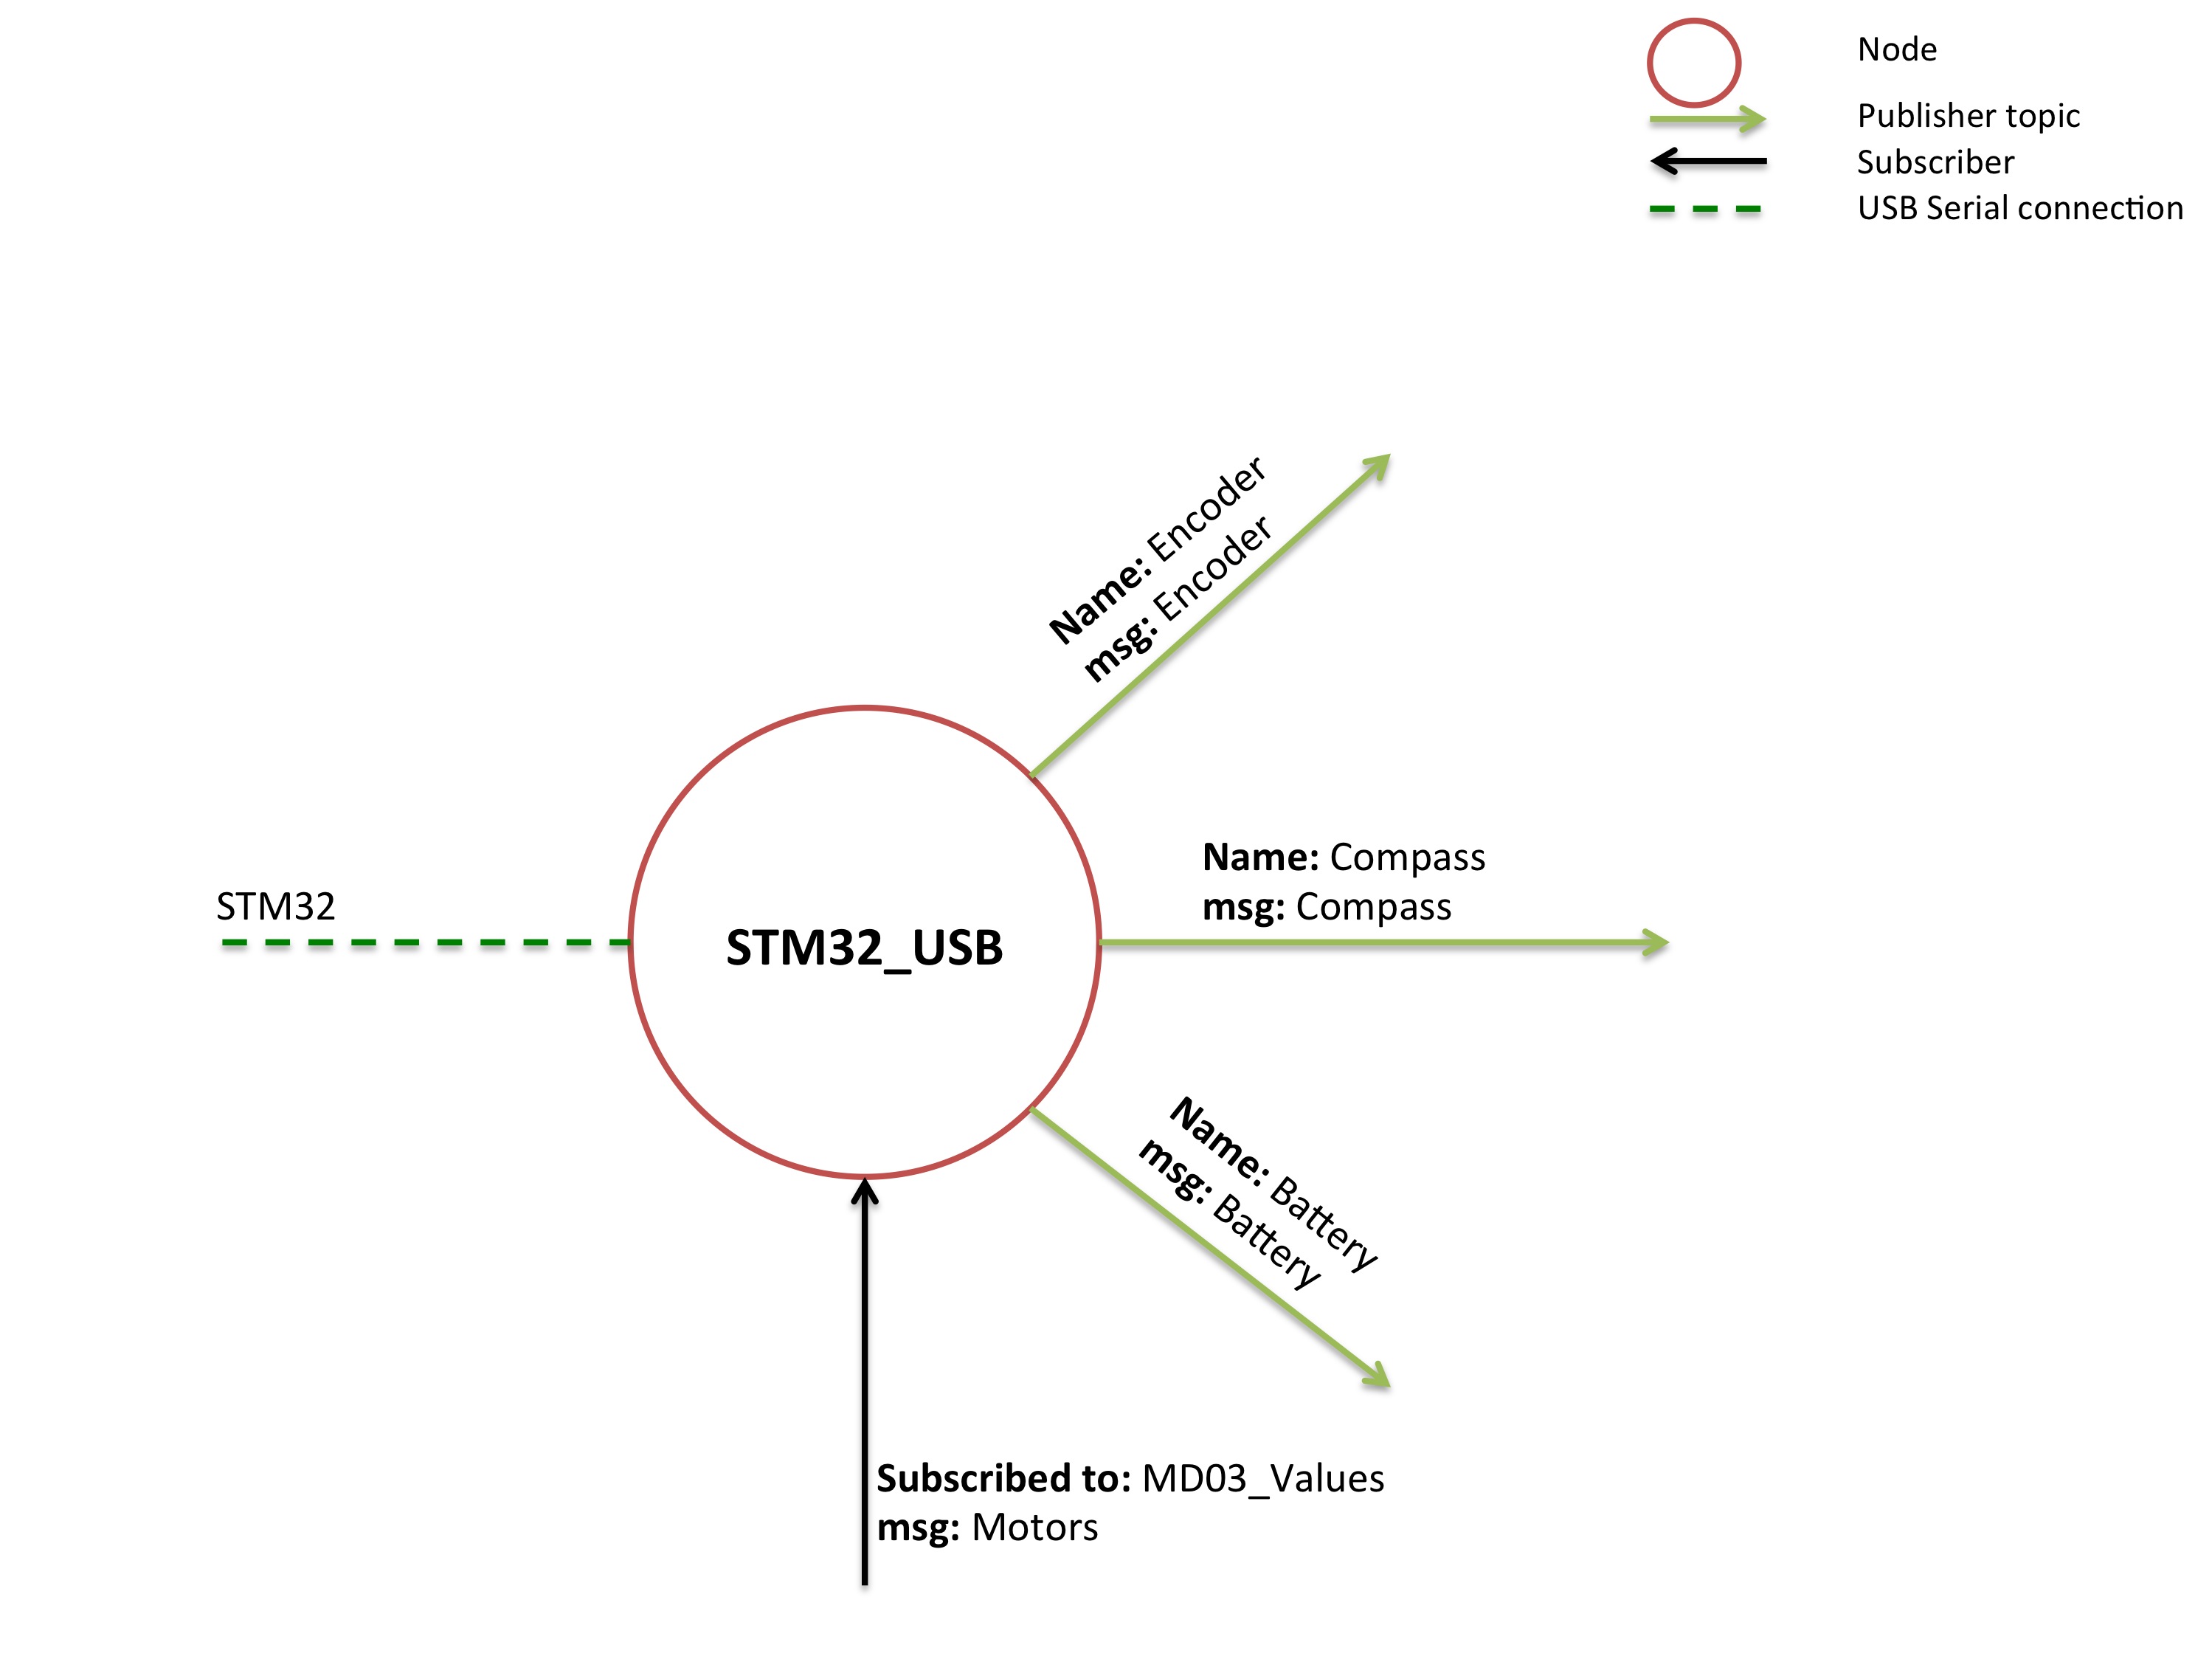 Node
Publisher topic
Subscriber
USB Serial connection
Name: Encoder
msg: Encoder
Name: Compass
msg: Compass
STM32
STM32_USB
Name: Battery
msg: Battery
Subscribed to: MD03_Values
msg: Motors